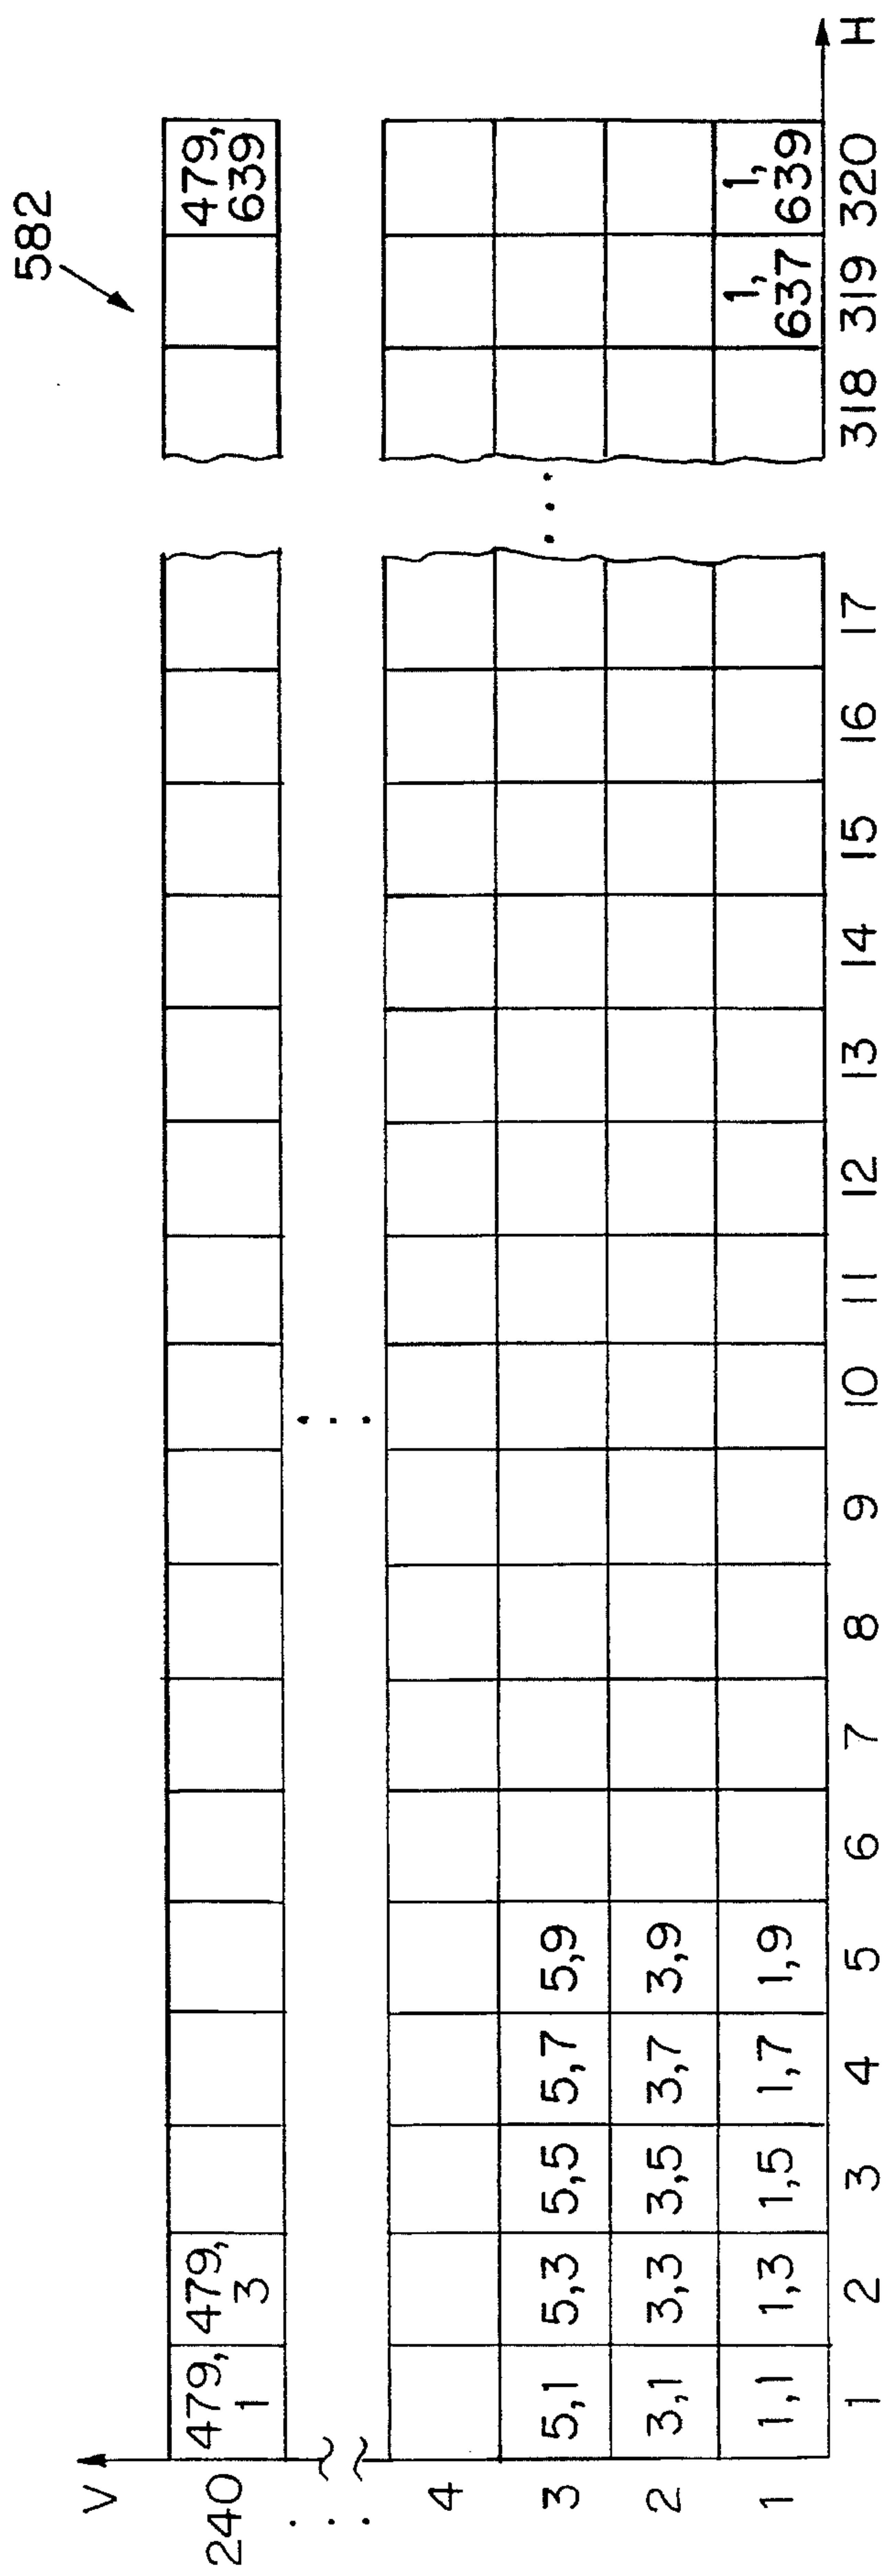 582
V
240 479, 1 479, 3 479, 639
4
3 5,1 5,3 5,5 5,7 5,9
2 3,1 3,3 3,5 3,7 3,9
1 1,1 1,3 1,5 1,7 1,9 1, 637 1, 639
1 2 3 4 5 6 7 8 9 10 11 12 13 14 15 16 17 318 319 320 H